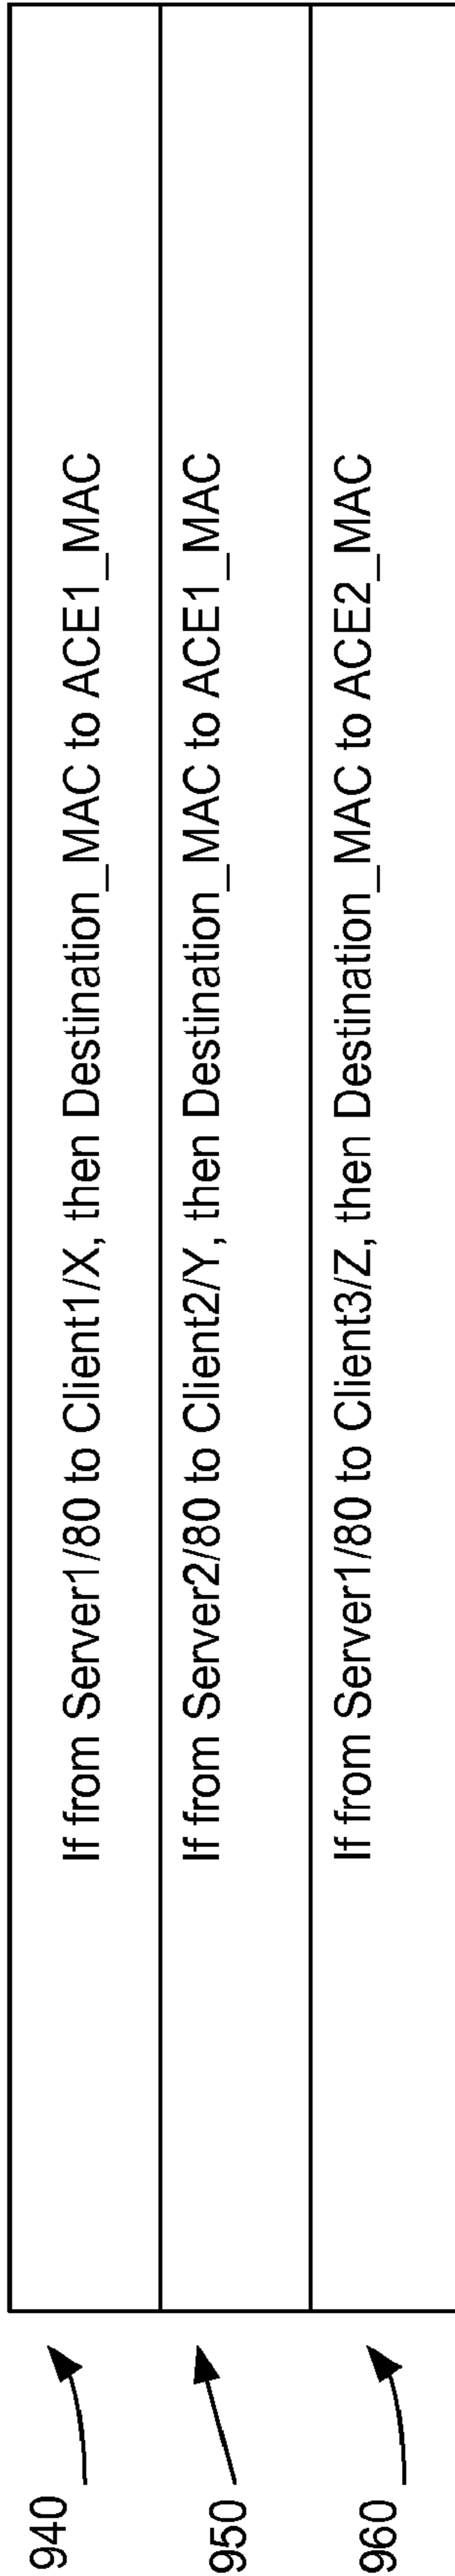 940
If from Server1/80 to Client1/X, then Destination_MAC to ACE1_MAC
950
If from Server2/80 to Client2/Y, then Destination_MAC to ACE1_MAC
960
If from Server1/80 to Client3/Z, then Destination_MAC to ACE2_MAC